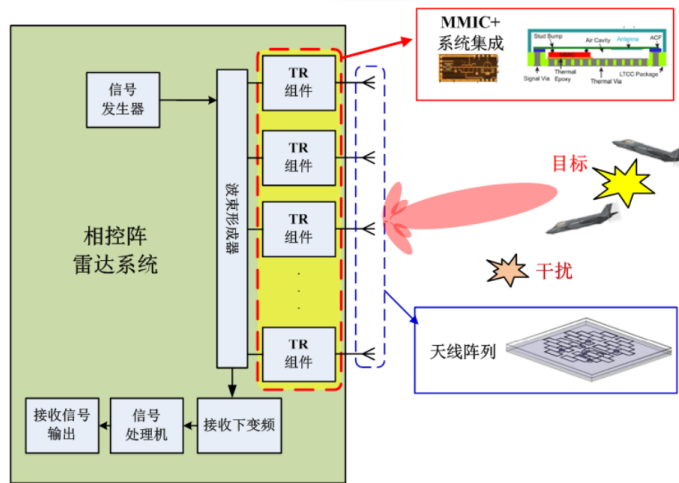 MMIC+
系统集成
Stud Bump
Air Cavity
Antenna
ACF
Signal Via
Thermal
Epoxy
Thermal Via
LTCC Package
信号
发生器
TR
组件
TR
组件
TR
组件
.
.
.
.
TR
组件
波束形成器
相控阵
雷达系统
目标
干扰
天线阵列
接收信号
输出
信号
处理机
接收下变频